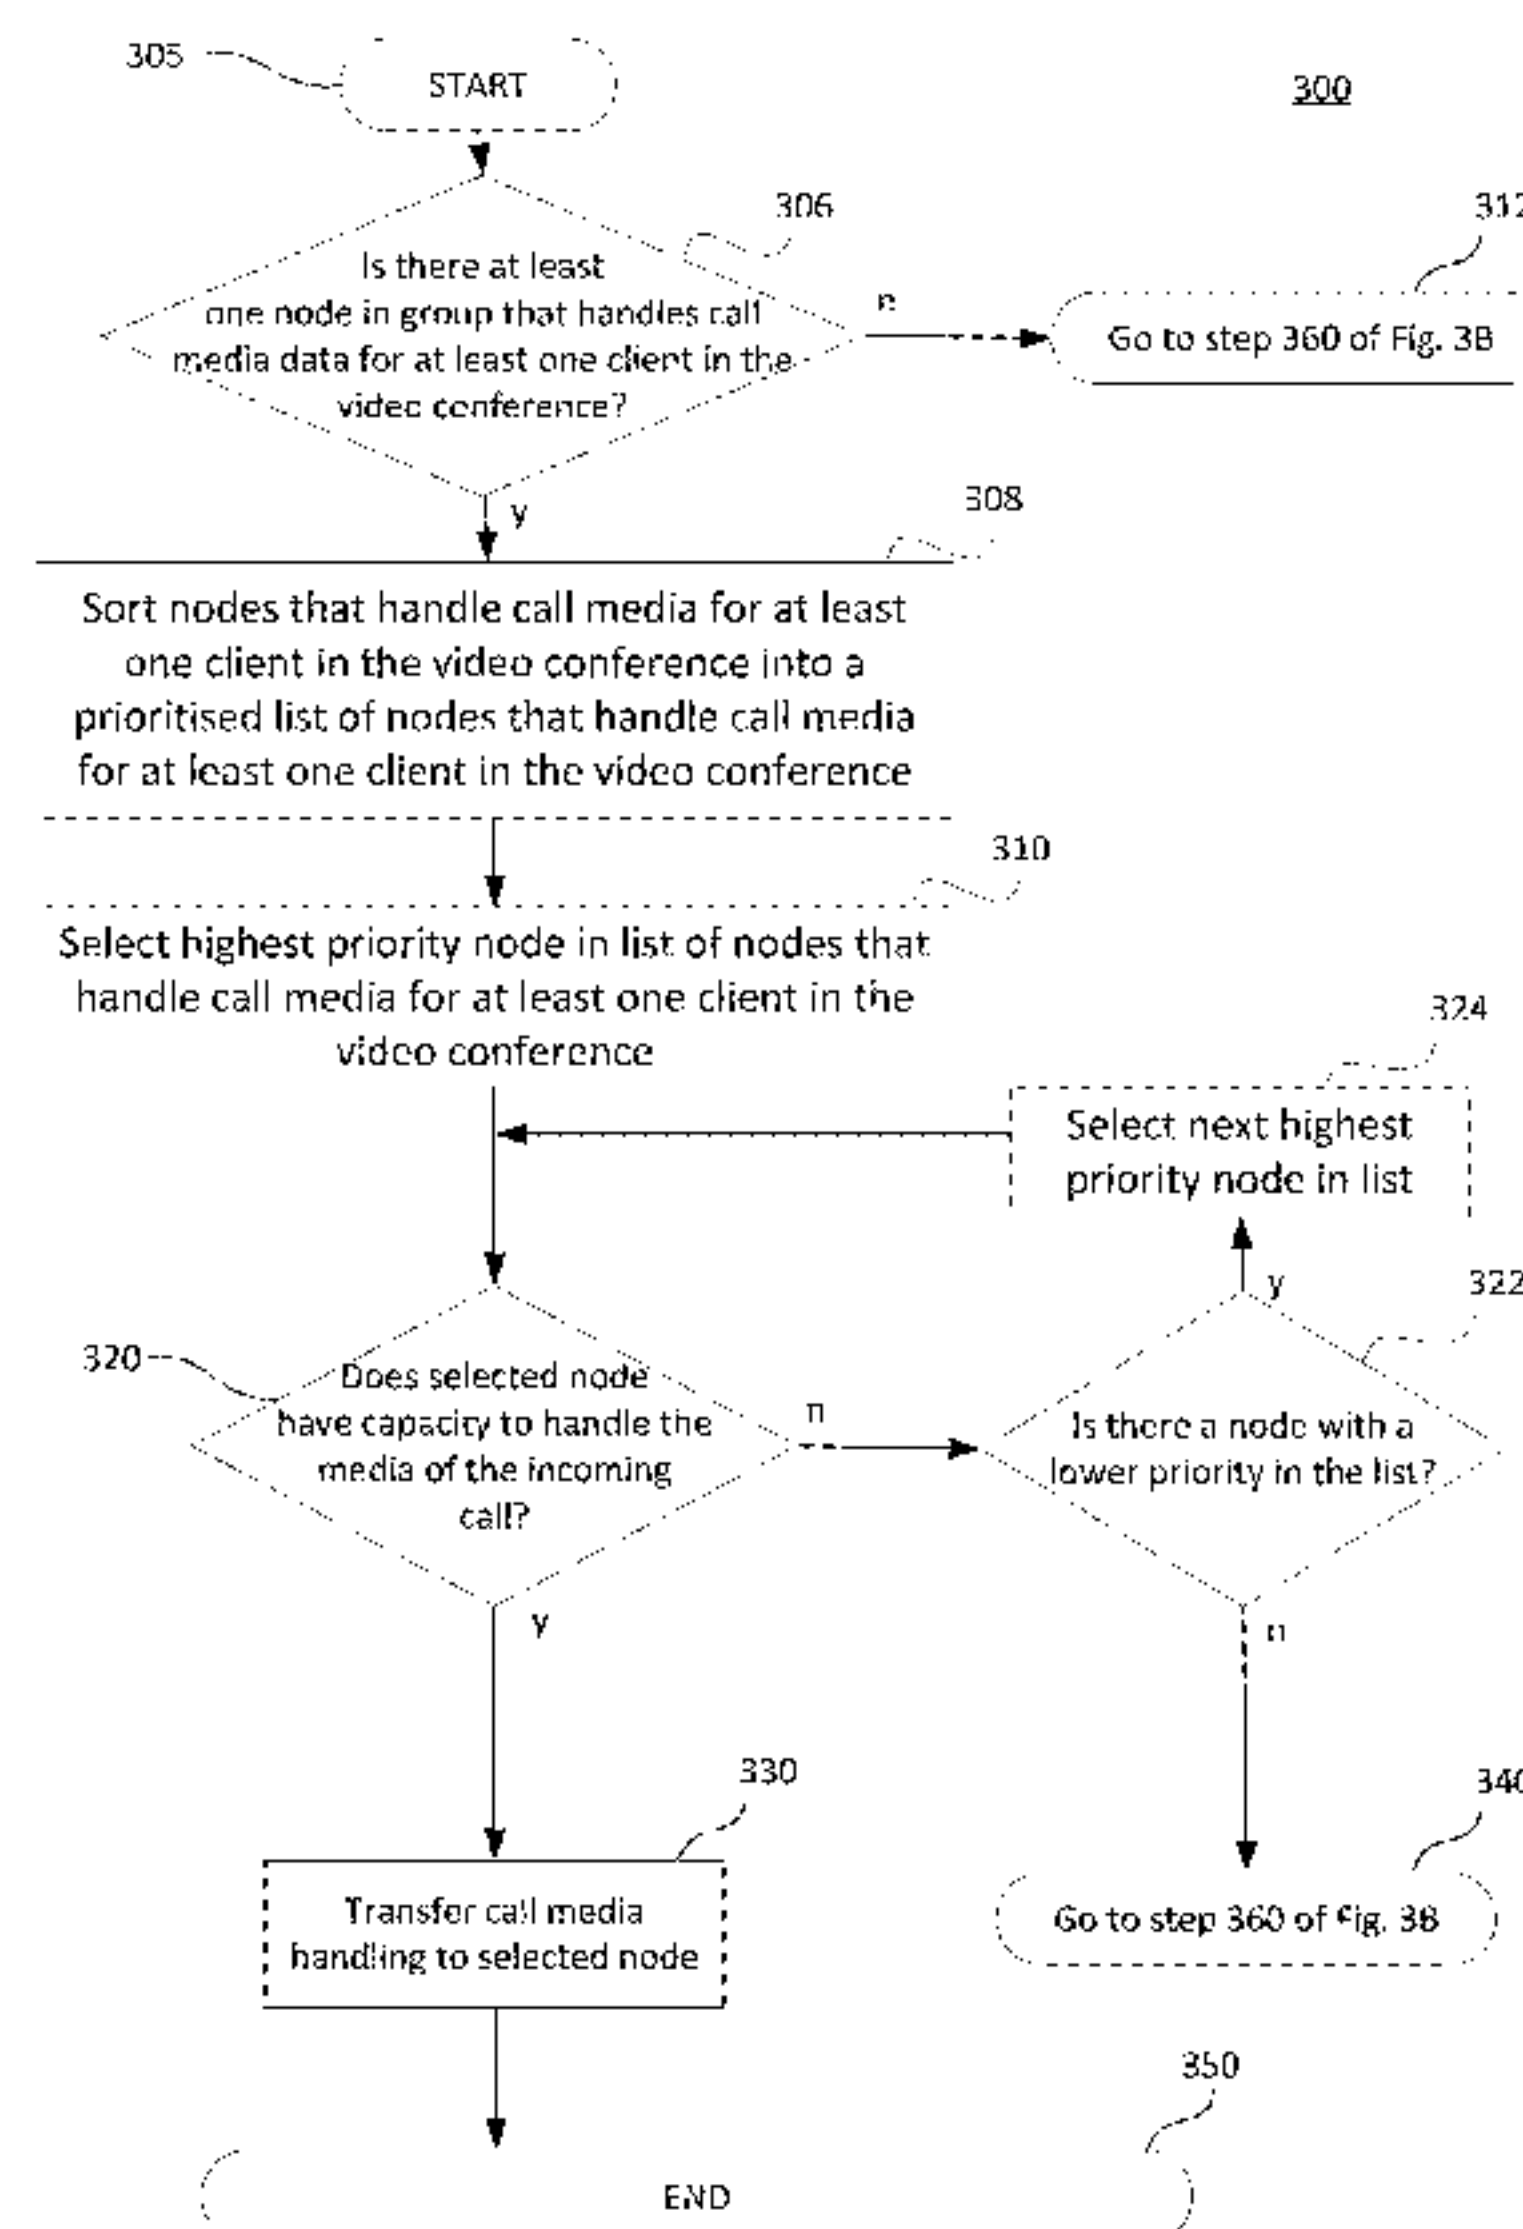 305
START
300
306
312
Is there at least
one node in group that handles call
media data for at least one client in the
video conference?
n
Go to step 360 of Fig. 3B
y
308
Sort nodes that handle call media for at least
one client in the video conference into a
prioritised list of nodes that handle call media
for at least one client in the video conference
310
Select highest priority node in list of nodes that
handle call media for at least one client in the
video conference
324
Select next highest
priority node in list
y
322
320
Does selected node
have capacity to handle the
media of the incoming
call?
n
Is there a node with a
lower priority in the list?
y
n
330
340
Transfer call media
handling to selected node
Go to step 360 of Fig. 3B
350
END